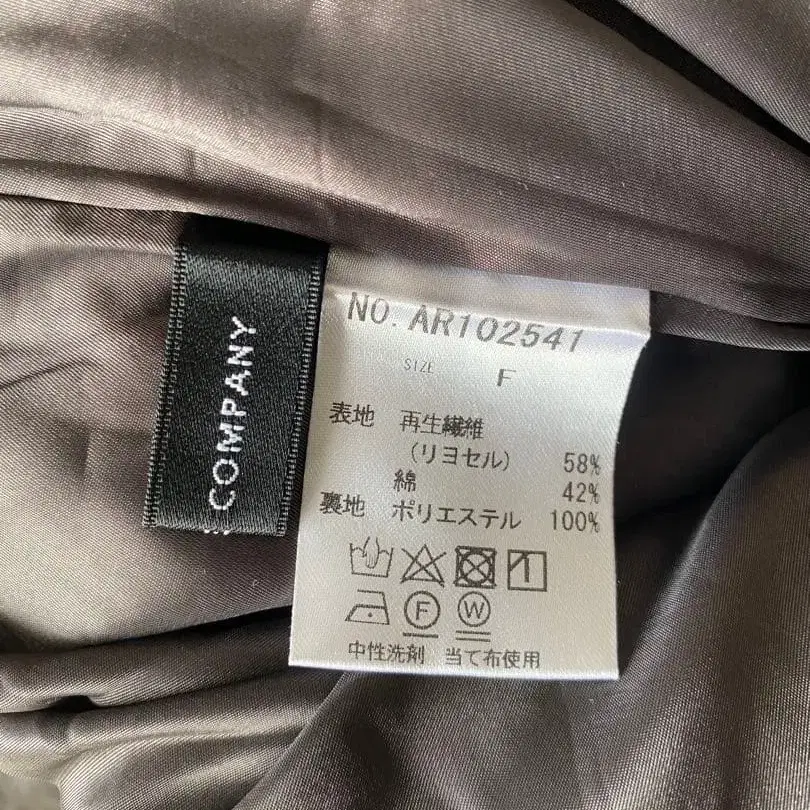 COMPANY
NO. AR102541
SIZE F
表地 再生繊維
(リヨセル) 58%
綿 42%
裏地 ポリエステル 100%
F W
中性洗剤 当て布使用